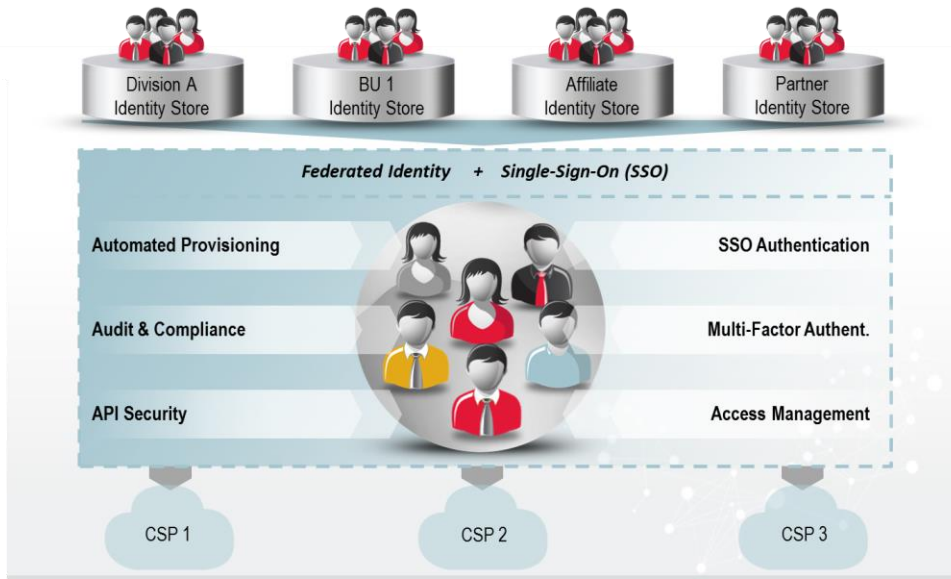 Division A
Identity Store
BU 1
Identity Store
Affiliate
Identity Store
Partner
Identity Store
Federated Identity + Single-Sign-On (SSO)
Automated Provisioning
SSO Authentication
Audit & Compliance
Multi-Factor Authent.
API Security
Access Management
CSP 1
CSP 2
CSP 3